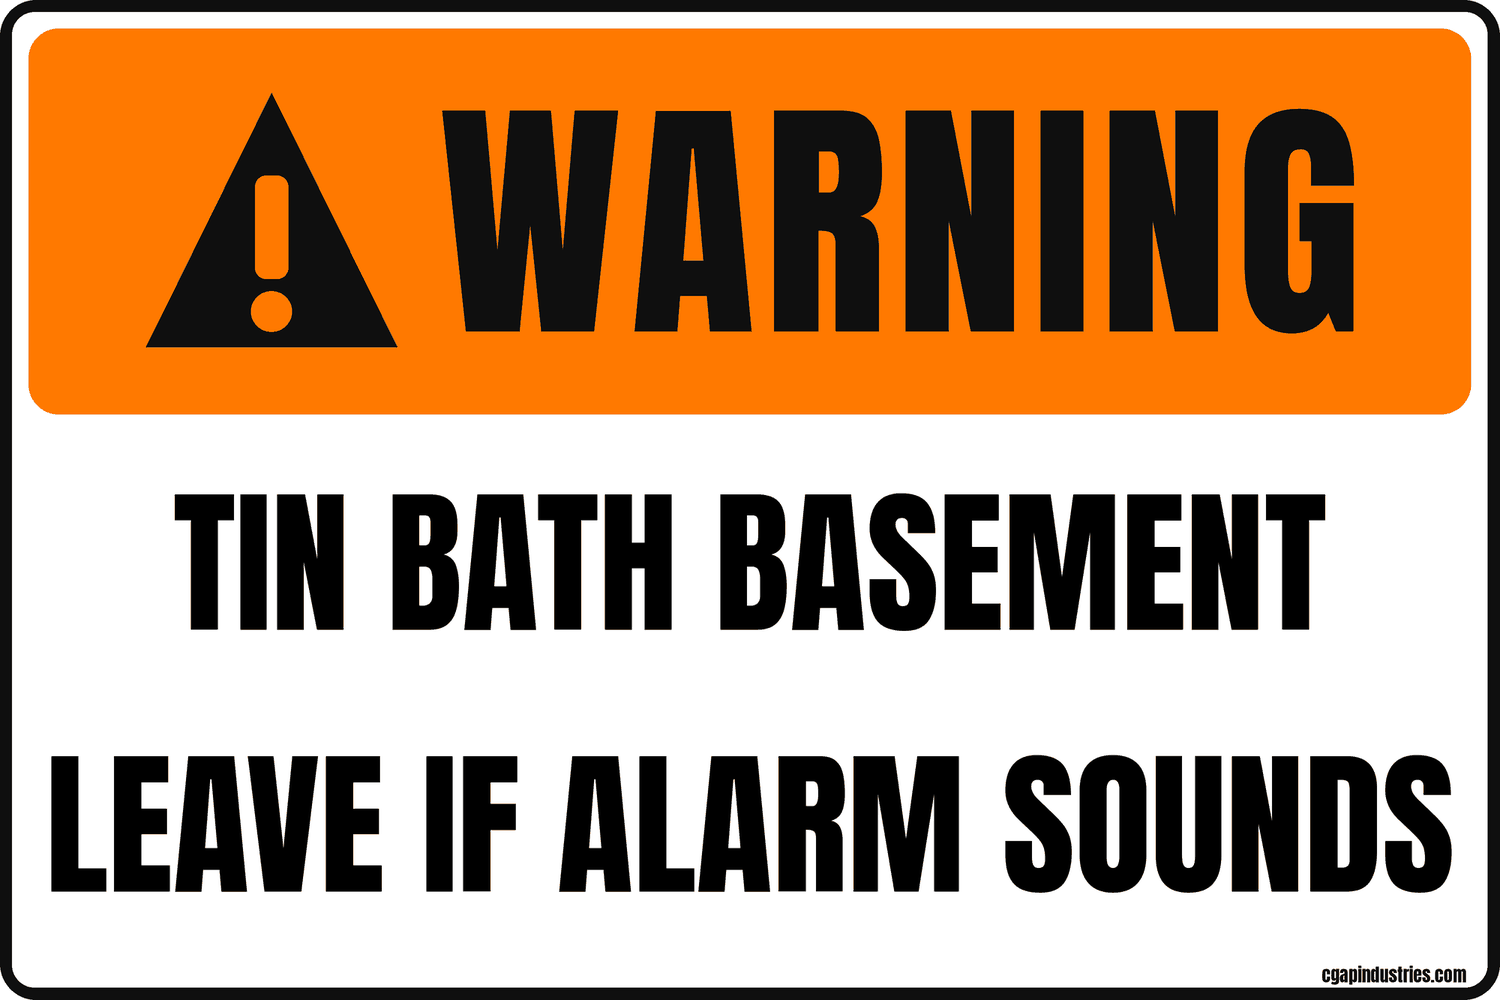 WARNING
TIN BATH BASEMENT
LEAVE IF ALARM SOUNDS
cgapindustries.com